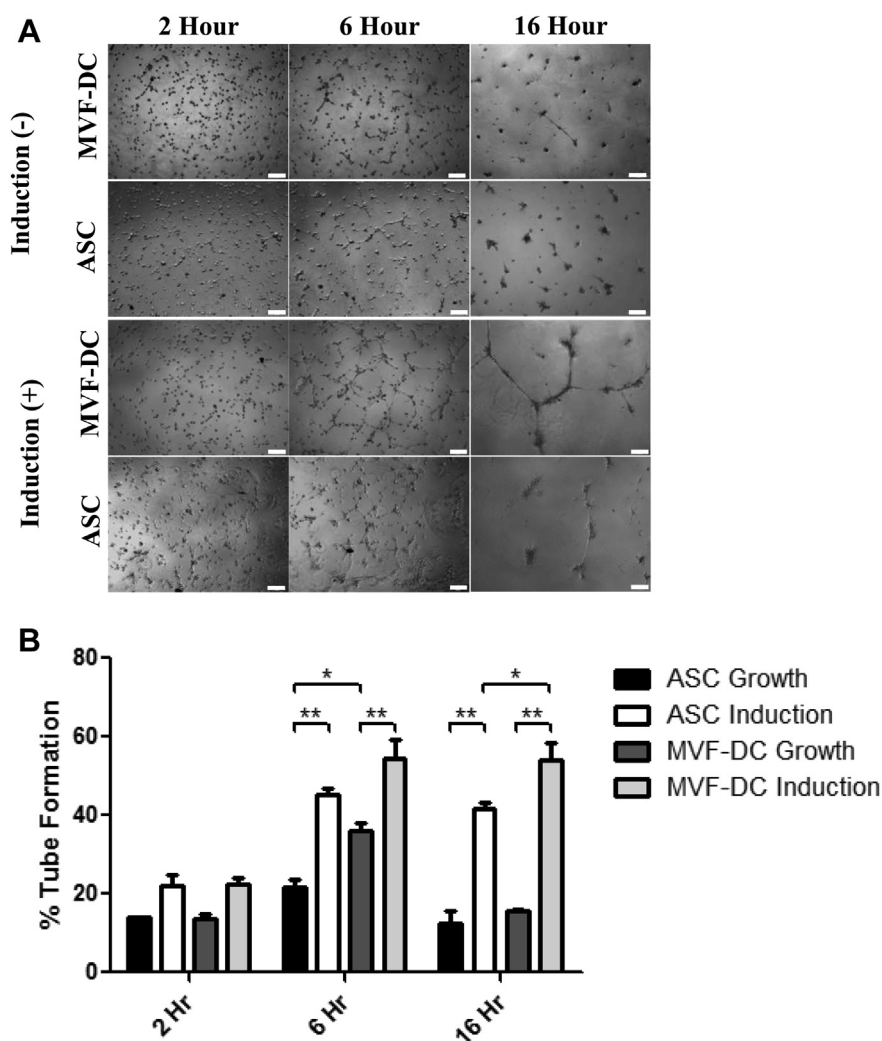 A
2 Hour 6 Hour 16 Hour
Induction (-)
MVF-DC
ASC
Induction (+)
MVF-DC
ASC
B
% Tube Formation
80
60
40
20
0
* *
** ** ** **
2 Hr 6 Hr 16 Hr
ASC Growth
ASC Induction
MVF-DC Growth
MVF-DC Induction